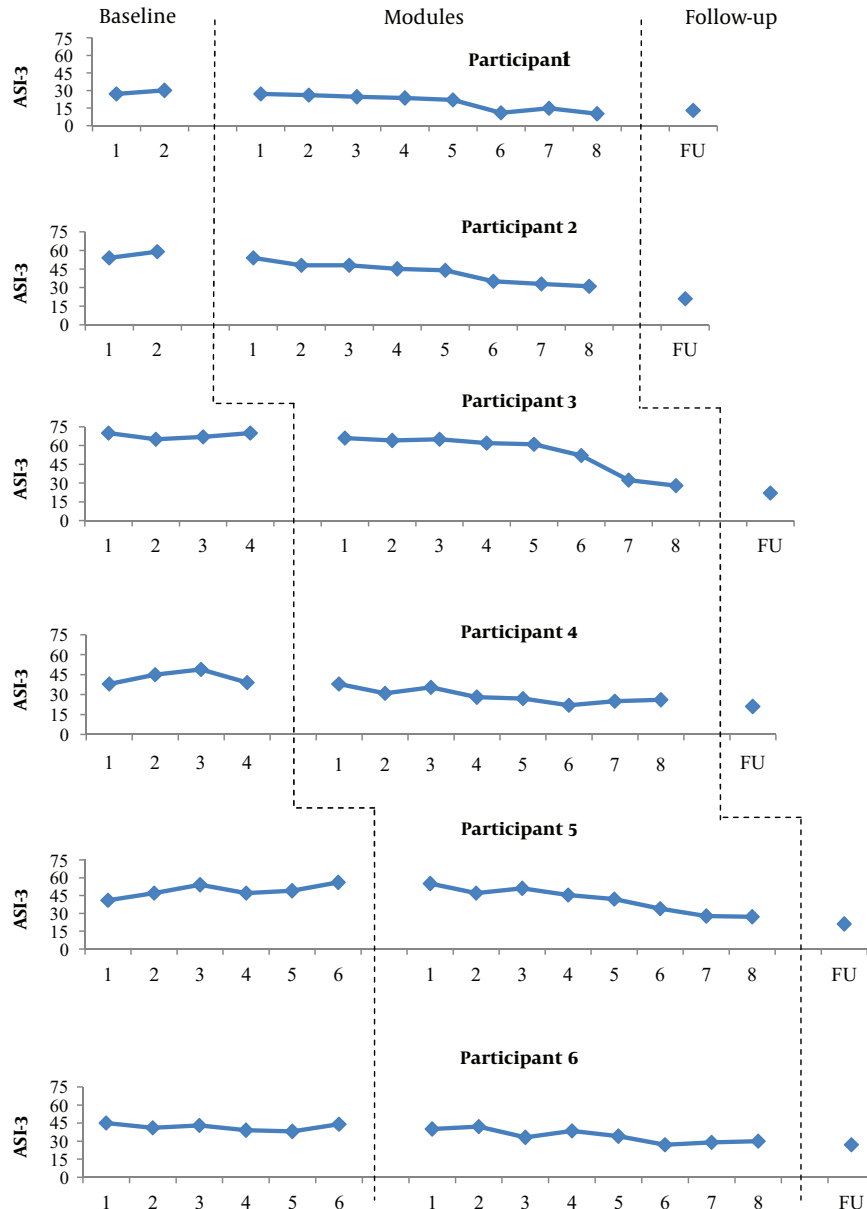 Baseline Modules Follow-up
Participant 1
ASI-3
75
60
45
30
15
0
1 2 1 2 3 4 5 6 7 8 FU
Participant 2
ASI-3
75
60
45
30
15
0
1 2 1 2 3 4 5 6 7 8 FU
Participant 3
ASI-3
75
60
45
30
15
0
1 2 3 4 1 2 3 4 5 6 7 8 FU
Participant 4
ASI-3
75
60
45
30
15
0
1 2 3 4 1 2 3 4 5 6 7 8 FU
Participant 5
ASI-3
75
60
45
30
15
0
1 2 3 4 5 6 1 2 3 4 5 6 7 8 FU
Participant 6
ASI-3
75
60
45
30
15
0
1 2 3 4 5 6 1 2 3 4 5 6 7 8 FU